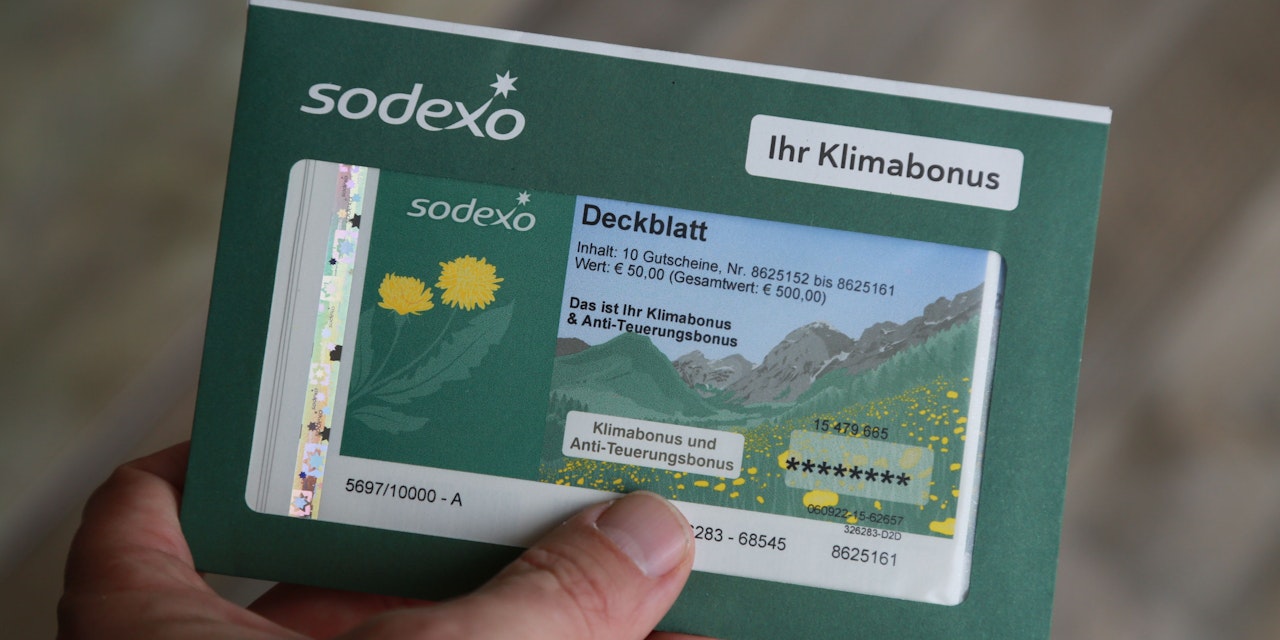 sodexo
Ihr Klimabonus
sodexo
Deckblatt
Inhalt: 10 Gutscheine, Nr. 8625152 bis 8625161
Wert: € 50,00 (Gesamtwert: € 500,00)
Das ist Ihr Klimabonus
& Anti-Teuerungsbonus
Klimabonus und
Anti-Teuerungsbonus
15 479 665
********
060922-15-62657
326283-D2D
5697/10000 - A
283 - 68545
8625161